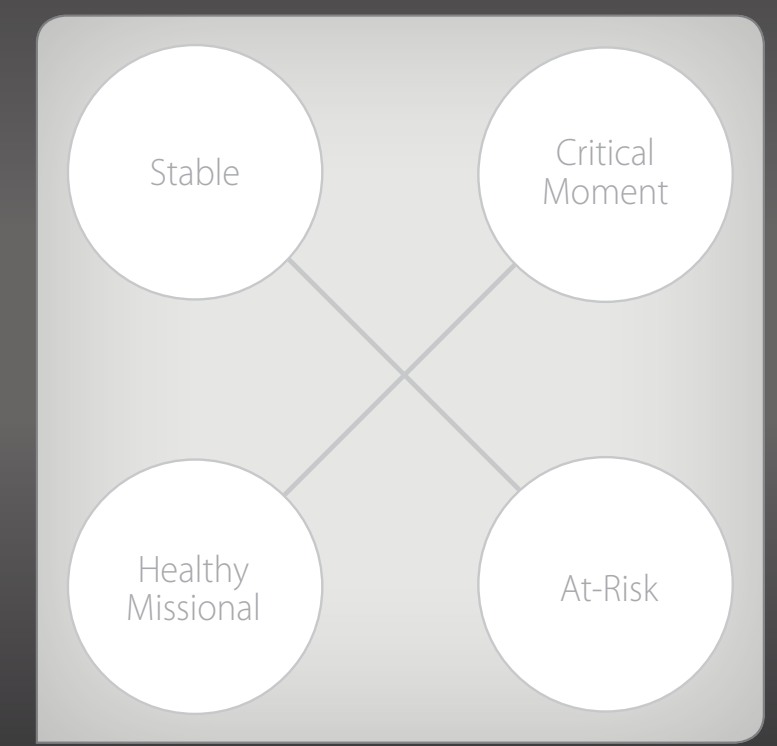 Stable
Critical
Moment
Healthy
Missional
At-Risk